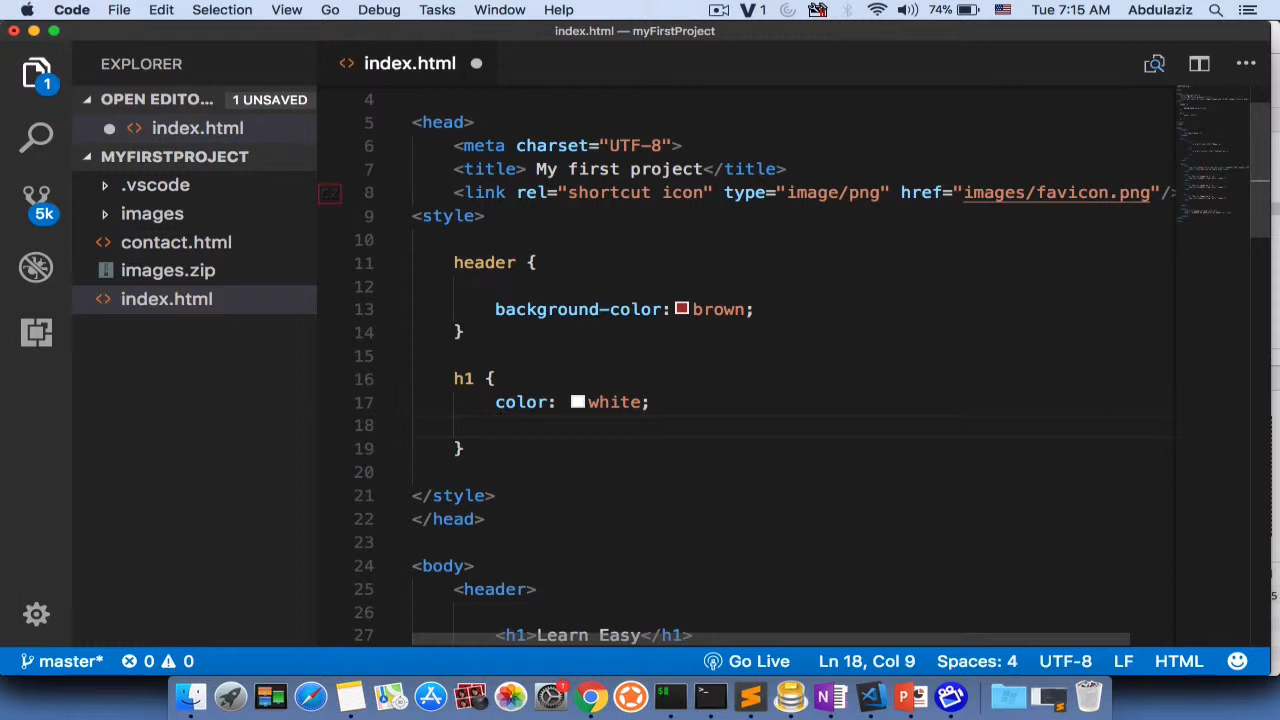 Code File Edit Selection View Go Debug Tasks Window Help 1 74% Tue 7:15 AM Abdulaziz
index.html — myFirstProject
EXPLORER
index.html
OPEN EDITO... 1 UNSAVED
index.html
MYFIRSTPROJECT
.vscode
images
contact.html
images.zip
index.html
1
5k
4
5 <head>
6 <meta charset="UTF-8">
7 <title> My first project</title>
8 <link rel="shortcut icon" type="image/png" href="images/favicon.png"/>
9 <style>
10
11 header {
12
13 background-color: brown;
14 }
15
16 h1 {
17 color: white;
18
19 }
20
21 </style>
22 </head>
23
24 <body>
25 <header>
26
27 <h1>Learn Easy</h1>
master* 0 0 Go Live Ln 18, Col 9 Spaces: 4 UTF-8 LF HTML
1